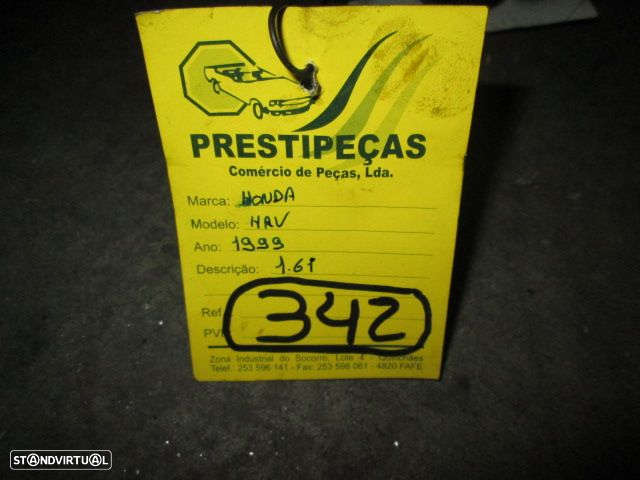 PRESTIPEÇAS
Comércio de Peças, Lda.
Marca: HONDA
Modelo: HRV
Ano: 1999
Descrição: 1.6i
Ref.
342
PV
Zona Industrial do Socorro, Lote 4 - Quinchães
Telef.: 253 596 141 - Fax: 253 598 061 - 4820 FAFE
STANDVIRTUAL